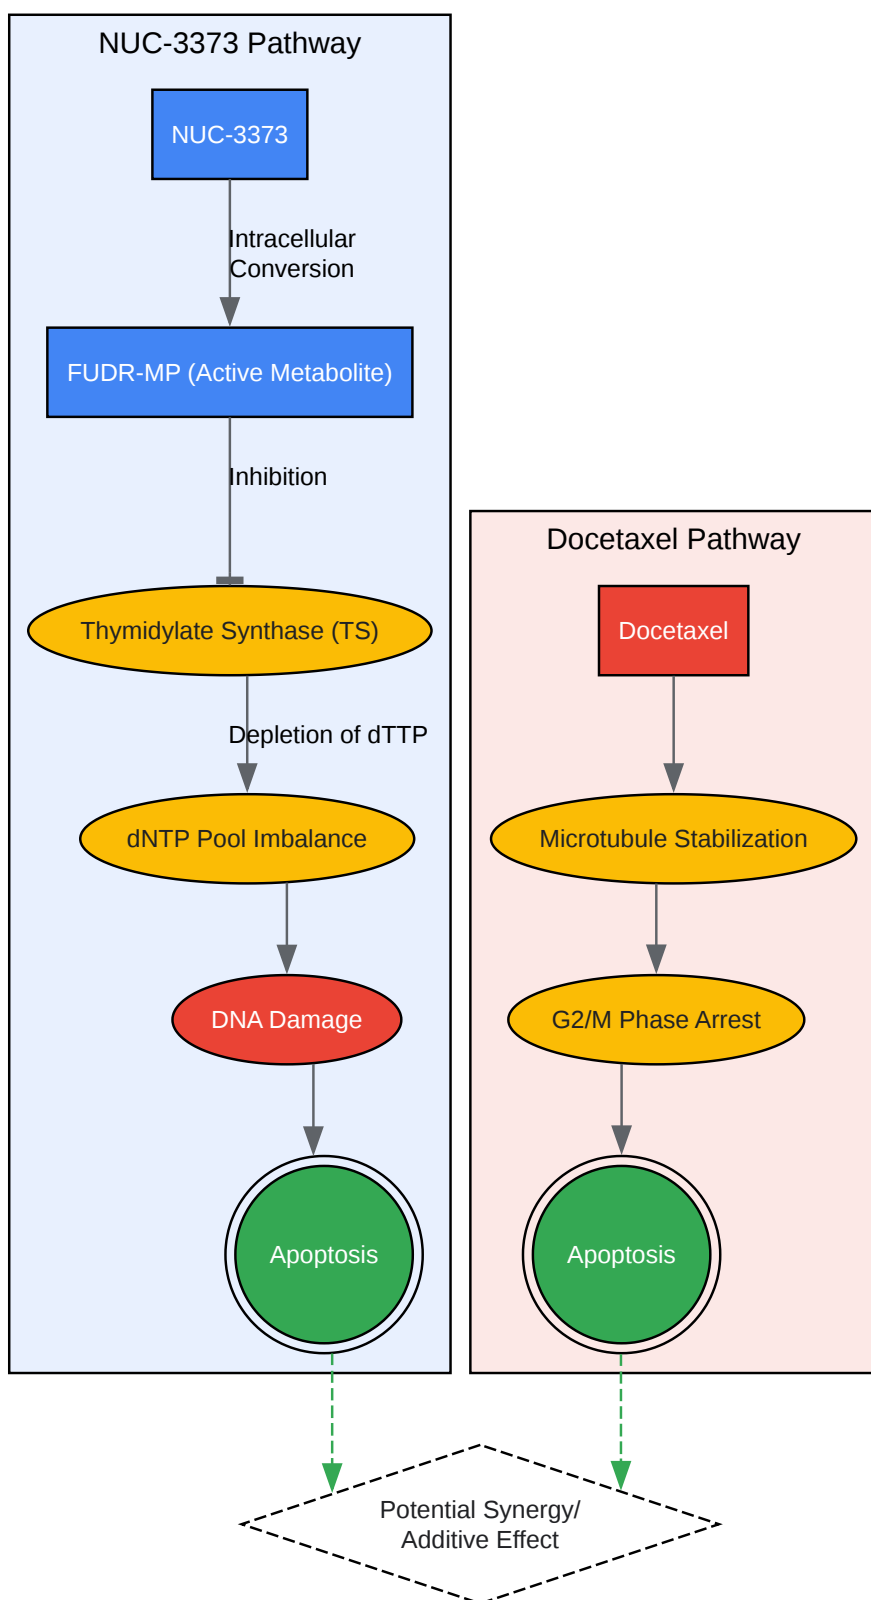 NUC-3373 Pathway
NUC-3373
Intracellular
Conversion
FUDR-MP (Active Metabolite)
Inhibition
Thymidylate Synthase (TS)
Depletion of dTTP
dNTP Pool Imbalance
DNA Damage
Apoptosis
Docetaxel Pathway
Docetaxel
Microtubule Stabilization
G2/M Phase Arrest
Apoptosis
Potential Synergy/
Additive Effect